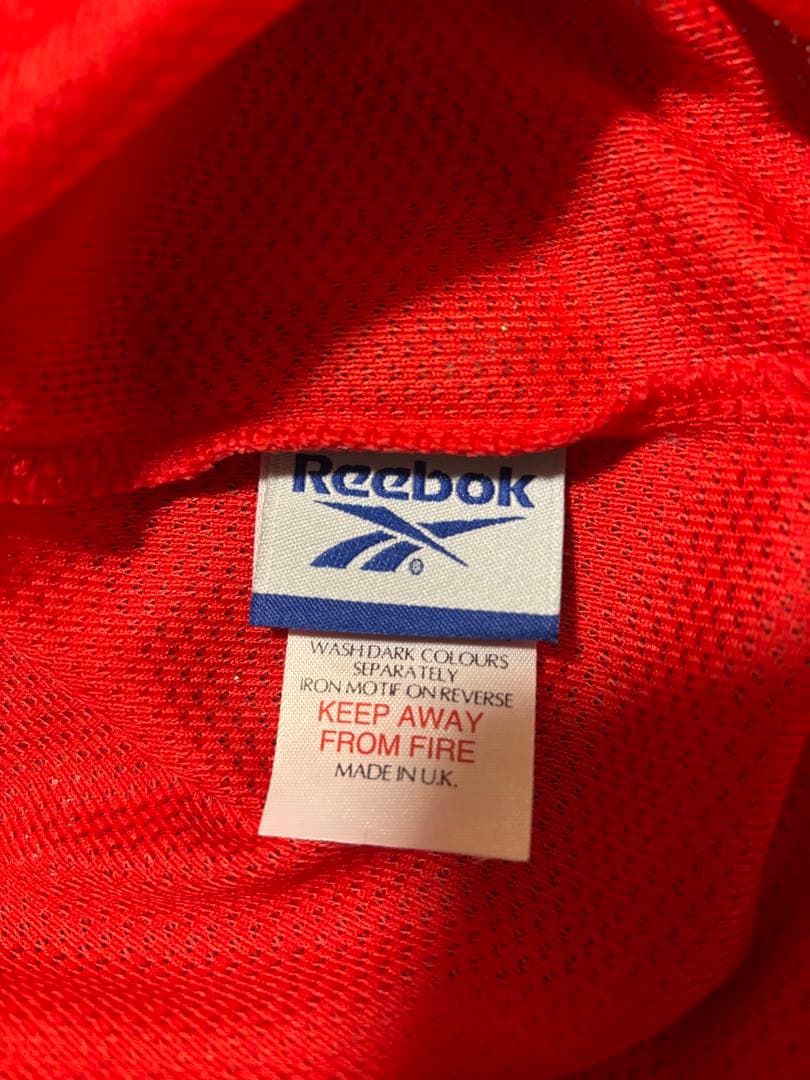 Reebok
®
WASH DARK COLOURS
SEPARATELY
IRON MOTIF ON REVERSE
KEEP AWAY
FROM FIRE
MADE IN U.K.